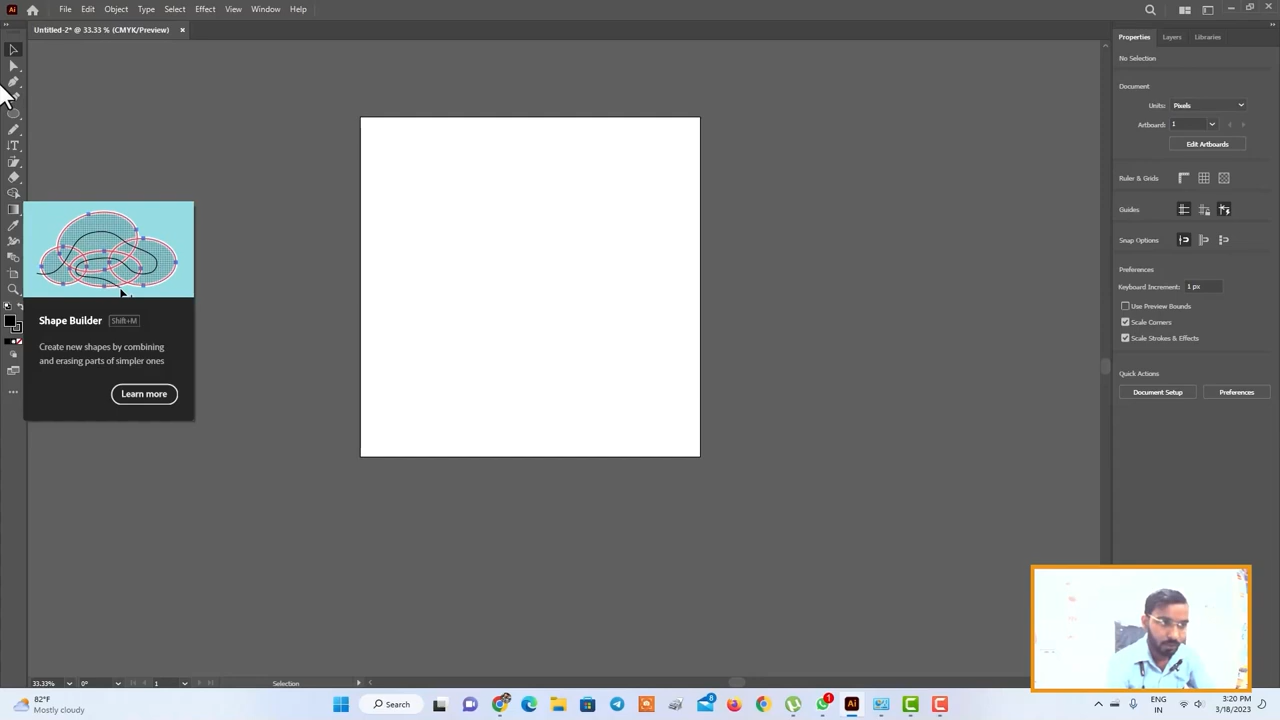 Ai
File Edit Object Type Select Effect View Window Help
Untitled-2* @ 33.33 % (CMYK/Preview) ×
Properties Layers Libraries
No Selection
Document
Units: Pixels
Artboard: 1
Edit Artboards
Ruler & Grids
Guides
Snap Options
Preferences
Keyboard Increment: 1 px
Use Preview Bounds
Scale Corners
Scale Strokes & Effects
Quick Actions
Document Setup Preferences
Shape Builder Shift+M
Create new shapes by combining
and erasing parts of simpler ones
Learn more
33.33% 0° 1 Selection
82°F
Mostly cloudy
Search
8
1
Ai
ENG
IN
3:20 PM
3/18/2023